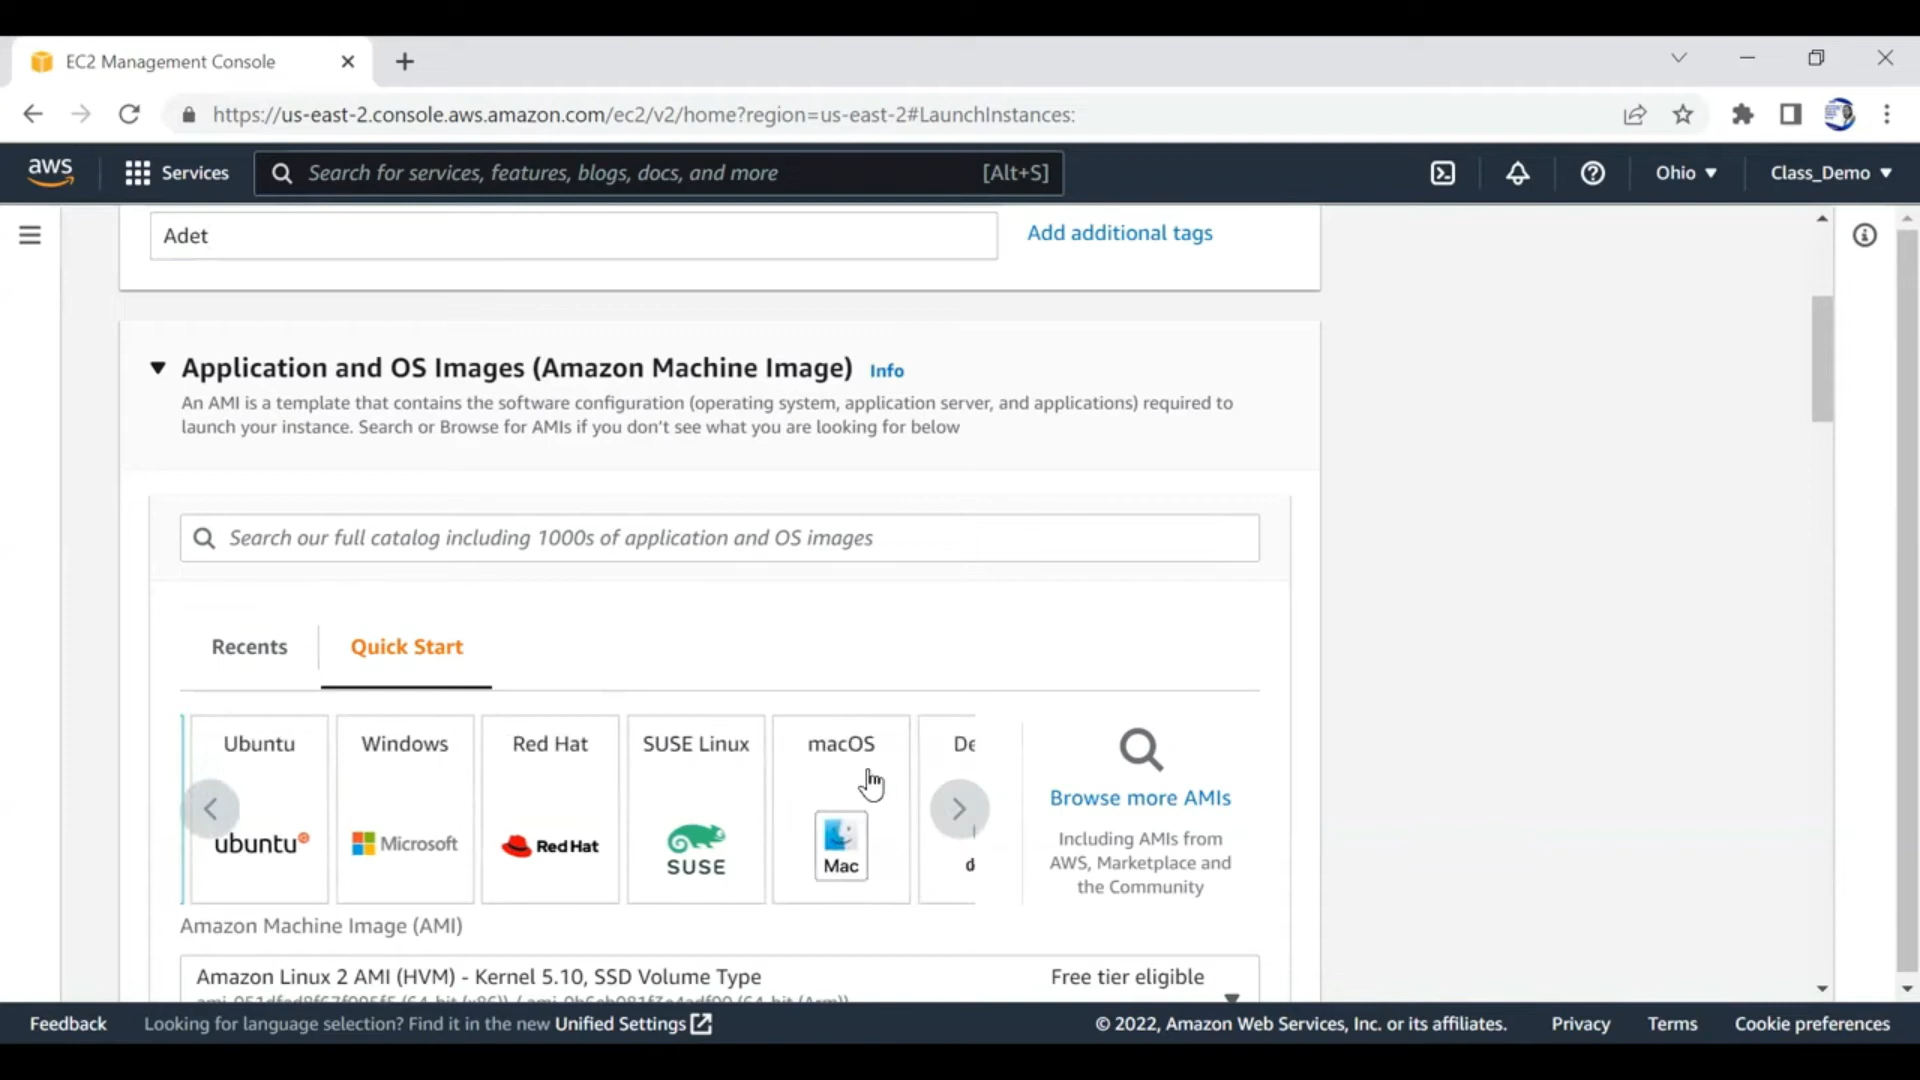 EC2 Management Console
https://us-east-2.console.aws.amazon.com/ec2/v2/home?region=us-east-2#LaunchInstances:
aws Services Search for services, features, blogs, docs, and more [Alt+S] Ohio Class_Demo
Adet Add additional tags
Application and OS Images (Amazon Machine Image) Info
An AMI is a template that contains the software configuration (operating system, application server, and applications) required to
launch your instance. Search or Browse for AMIs if you don't see what you are looking for below
Search our full catalog including 1000s of application and OS images
Recents Quick Start
Ubuntu Windows Red Hat SUSE Linux macOS De
ubuntu Microsoft Red Hat SUSE Mac d
Browse more AMIs
Including AMIs from
AWS, Marketplace and
the Community
Amazon Machine Image (AMI)
Amazon Linux 2 AMI (HVM) - Kernel 5.10, SSD Volume Type Free tier eligible
(64-bit (x86)) / (64-bit (Arm))
Feedback Looking for language selection? Find it in the new Unified Settings © 2022, Amazon Web Services, Inc. or its affiliates. Privacy Terms Cookie preferences